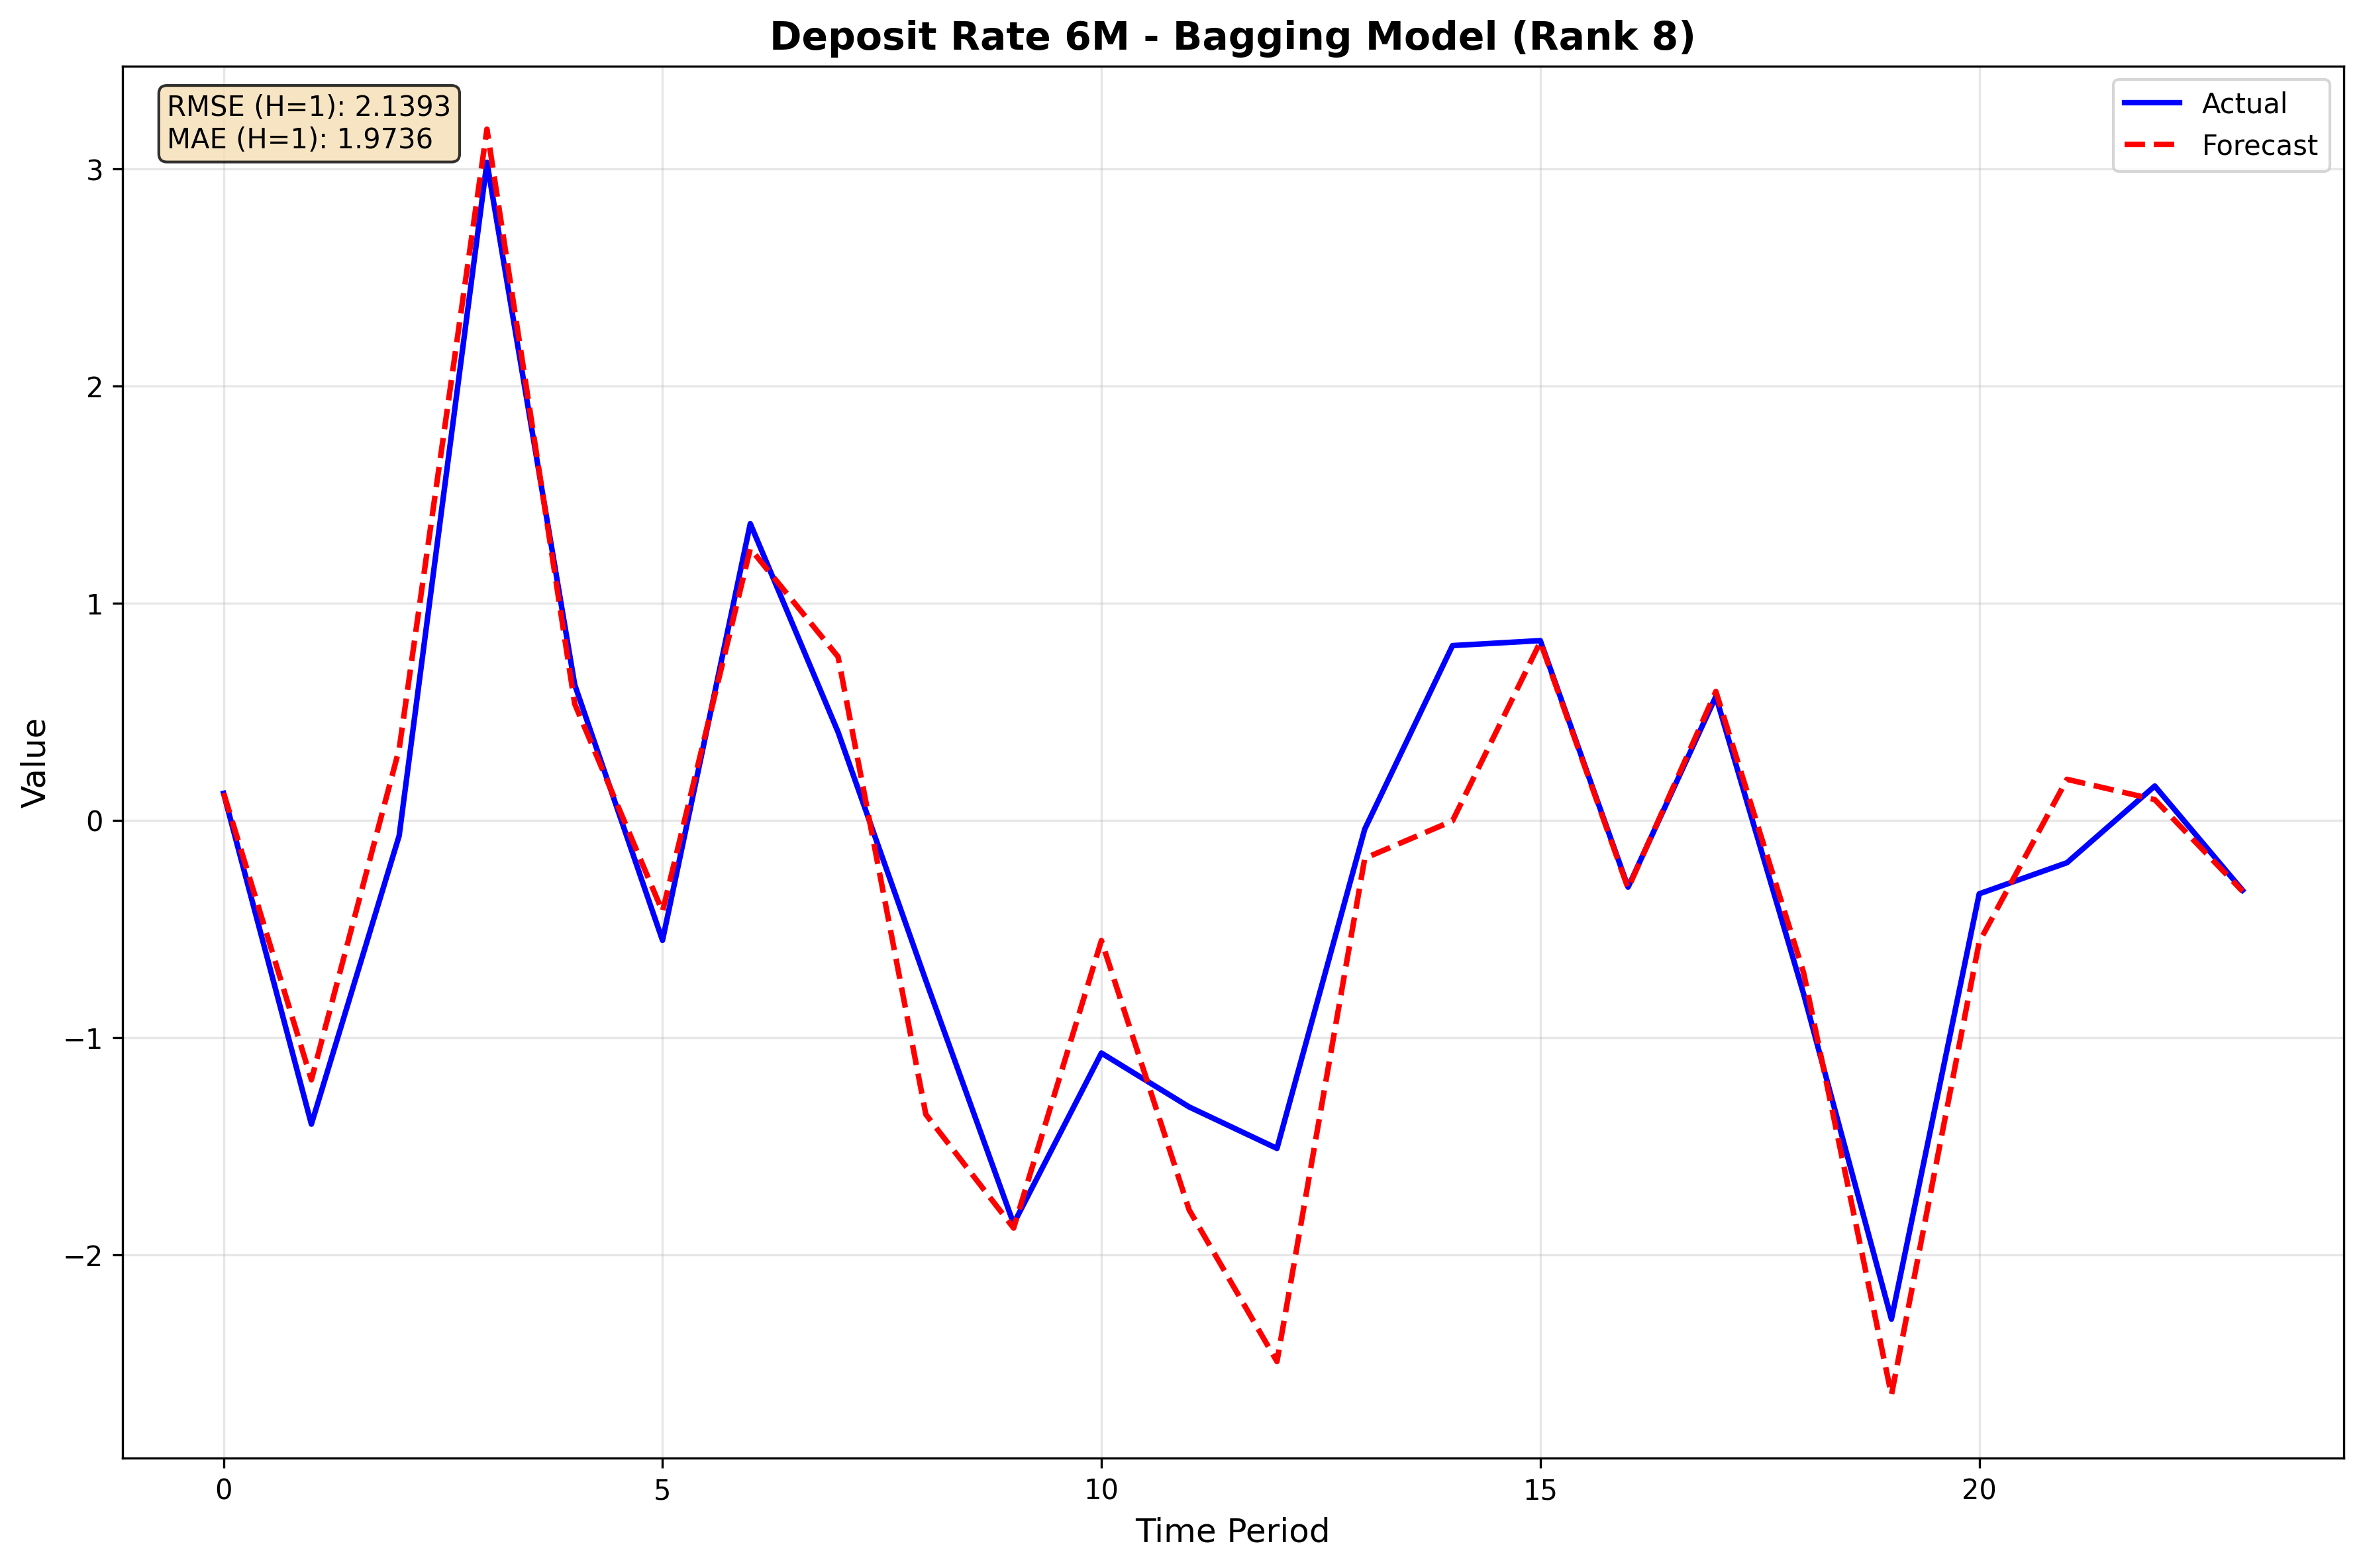 Deposit Rate 6M - Bagging Model (Rank 8)
RMSE (H=1): 2.1393
MAE (H=1): 1.9736
Actual
Forecast
3
2
1
0
−1
−2
Value
0
5
10
15
20
Time Period